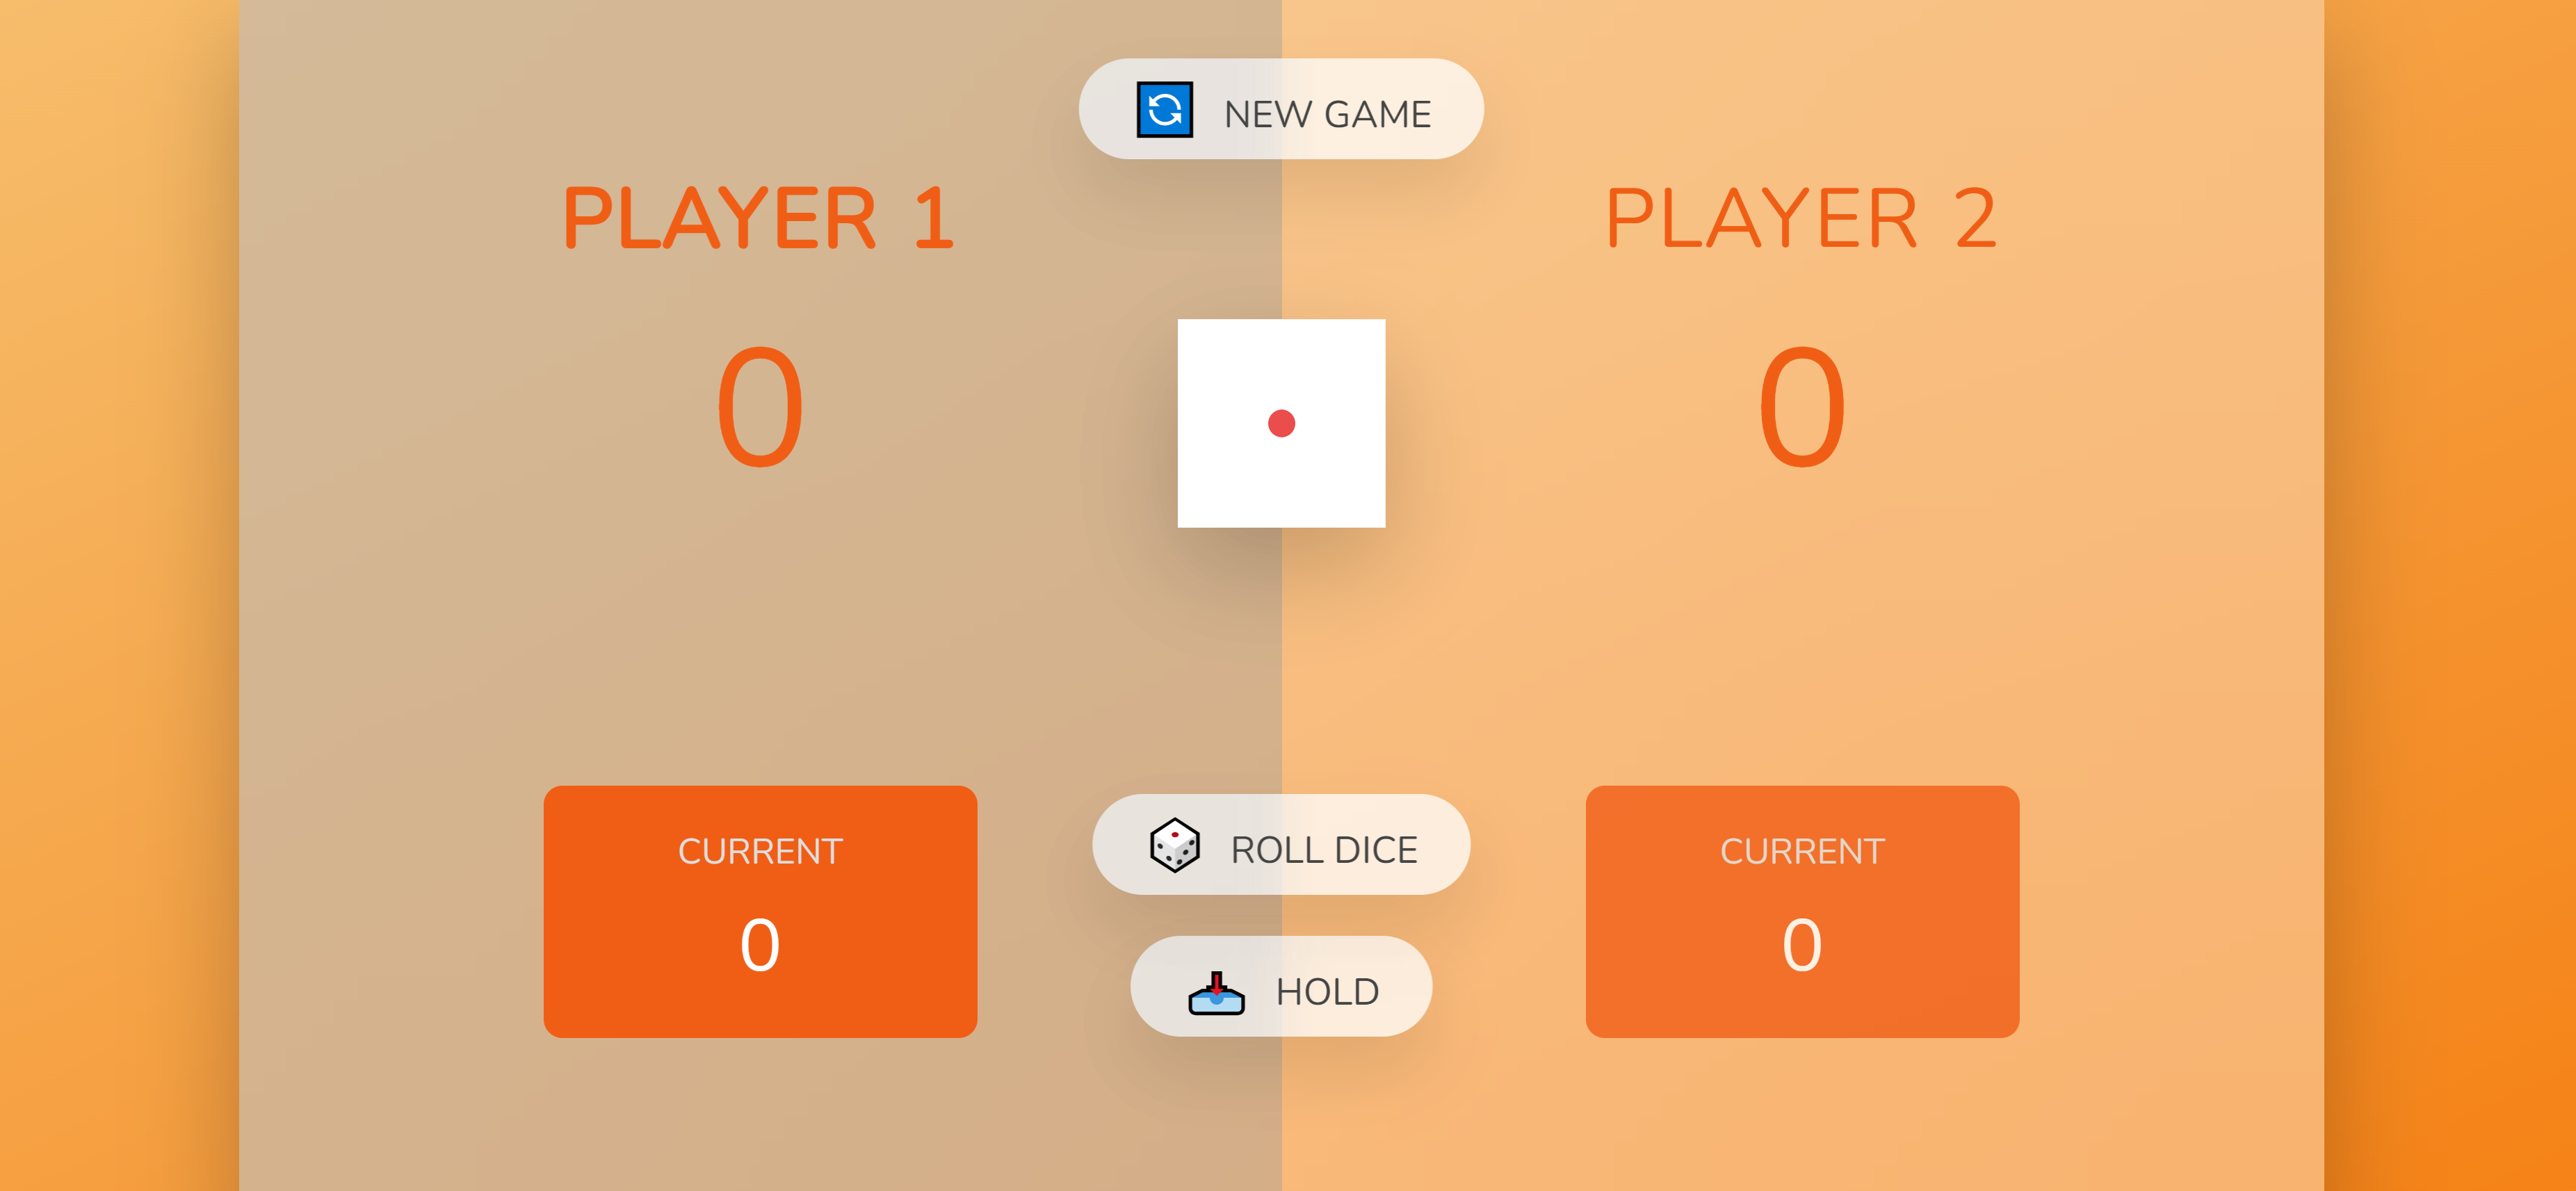 NEW GAME
PLAYER 1
0
PLAYER 2
0
CURRENT
0
ROLL DICE
HOLD
CURRENT
0